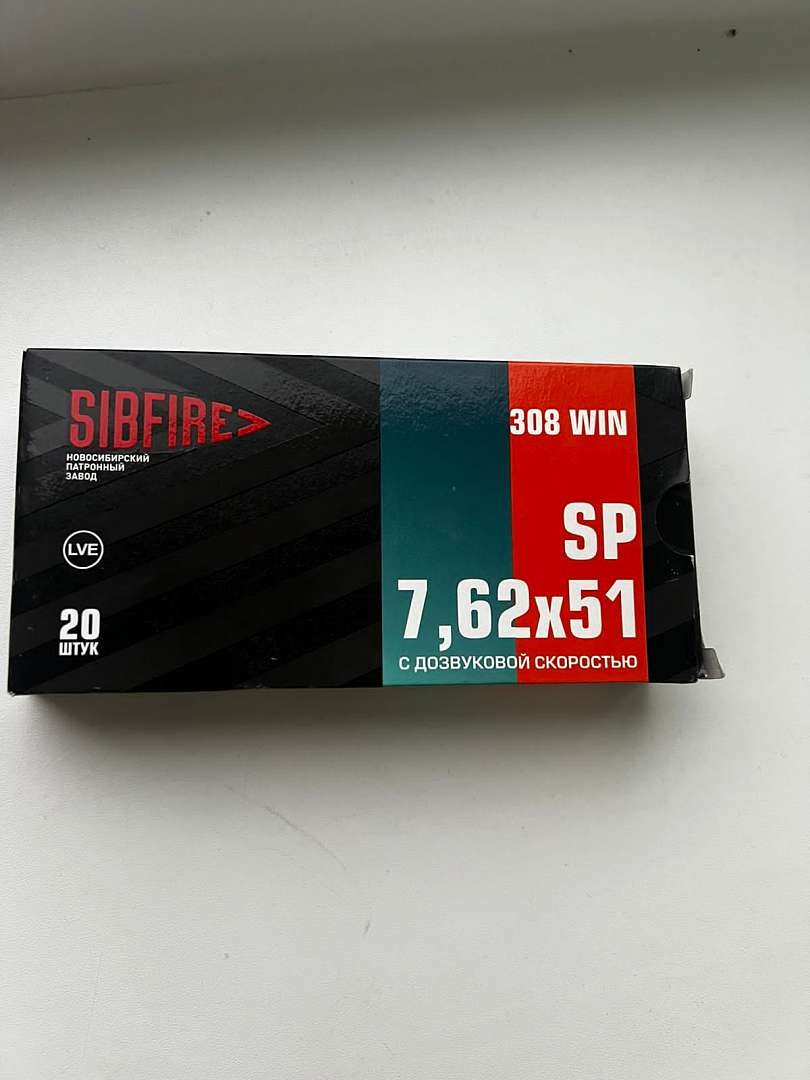 SIBFIRE>
НОВОСИБИРСКИЙ
ПАТРОННЫЙ
ЗАВОД
LVE
20
ШТУК
308 WIN
SP
7,62x51
С ДОЗВУКОВОЙ СКОРОСТЬЮ